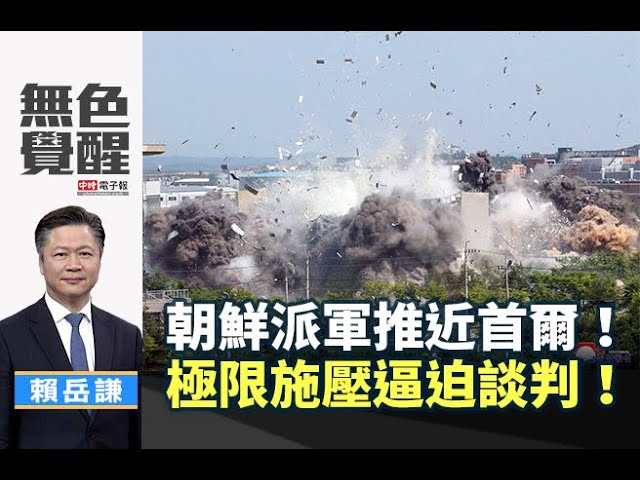 無色
覺醒
中時 電子報
賴岳謙
朝鮮派軍推近首爾！
極限施壓逼迫談判！